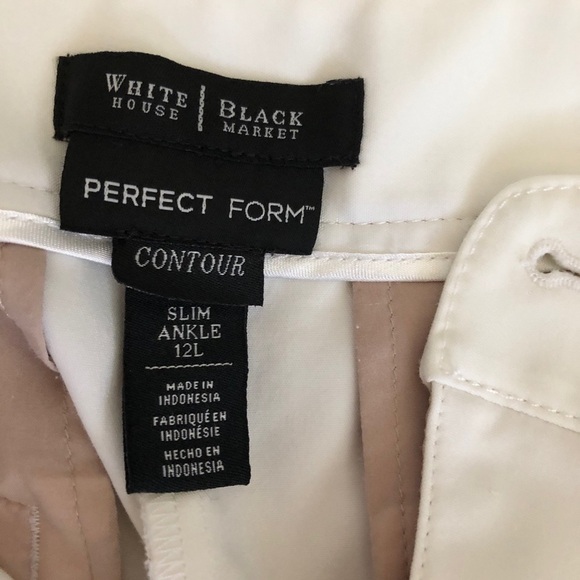 WHITE | BLACK
HOUSE MARKET
PERFECT FORM™
CONTOUR
SLIM
ANKLE
12L
MADE IN
INDONESIA
FABRIQUÉ EN
INDONÉSIE
HECHO EN
INDONESIA